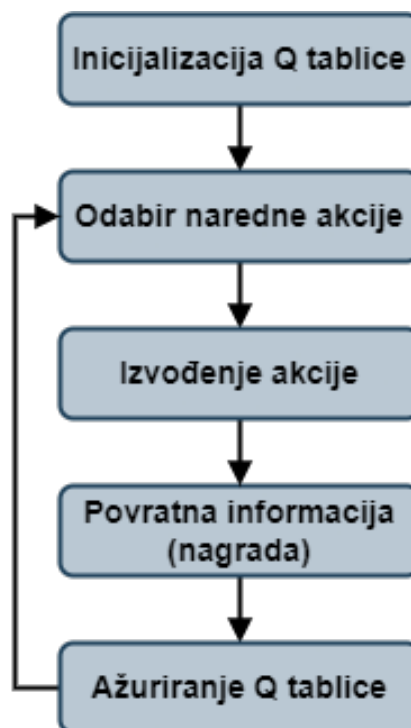 Inicijalizacija Q tablice
Odabir naredne akcije
Izvođenje akcije
Povratna informacija
(nagrada)
Ažuriranje Q tablice